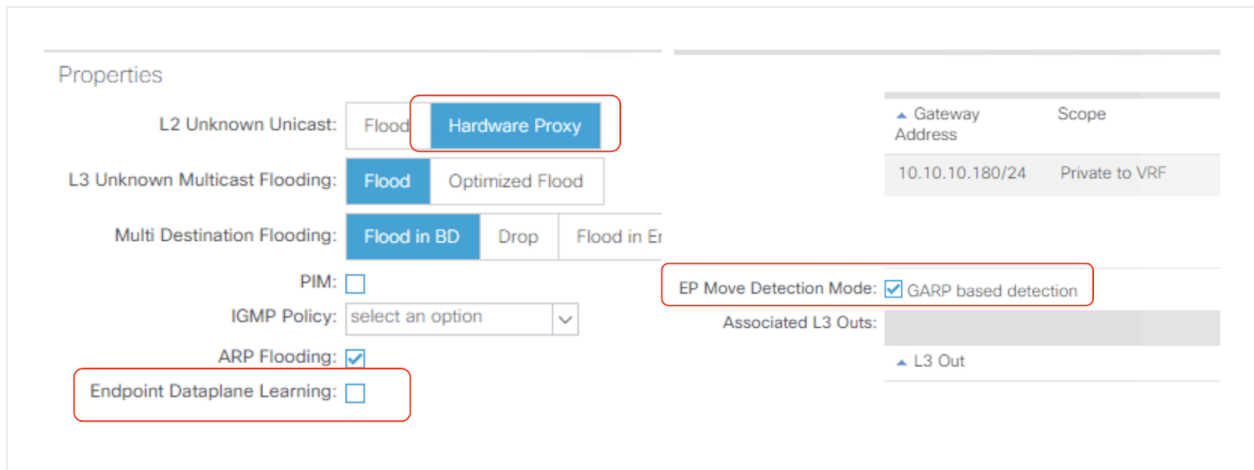 Properties
L2 Unknown Unicast: Flood Hardware Proxy
L3 Unknown Multicast Flooding: Flood Optimized Flood
Multi Destination Flooding: Flood in BD Drop Flood in
PIM:
IGMP Policy: select an option
ARP Flooding:
Endpoint Dataplane Learning:
Gateway Address
Scope
10.10.10.180/24 Private to VRF
EP Move Detection Mode: GARP based detection
Associated L3 Outs:
L3 Out